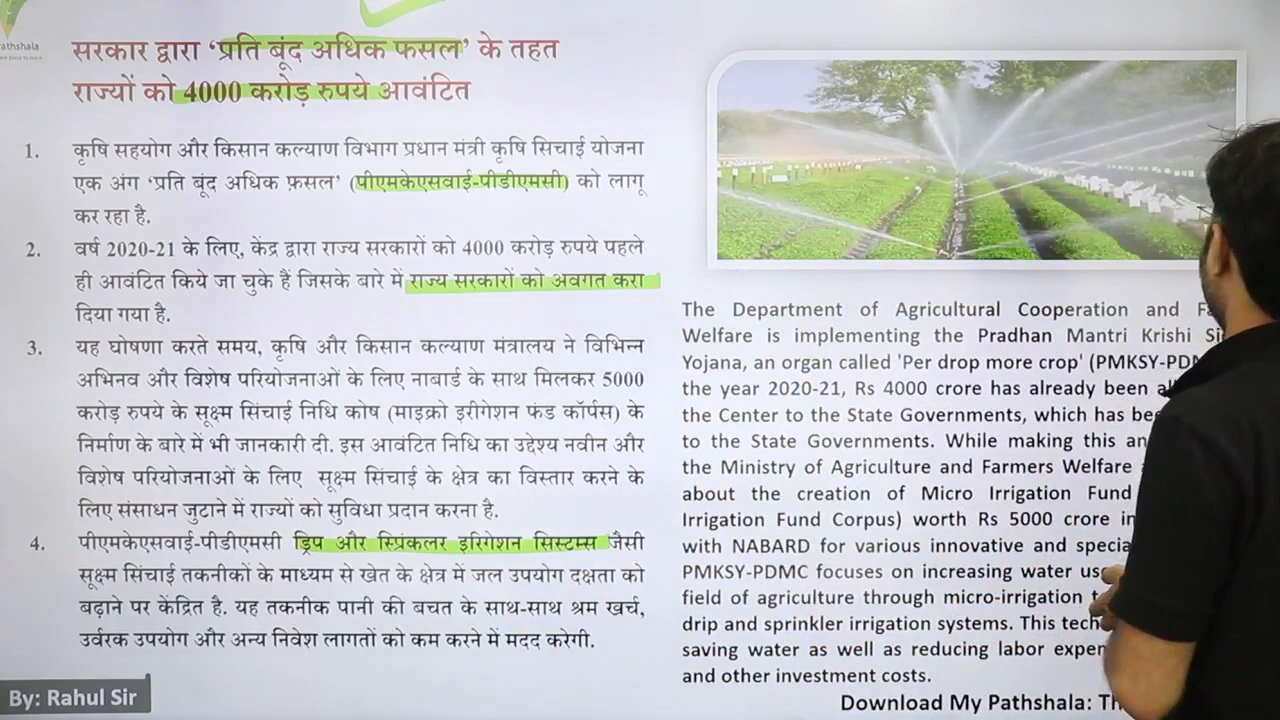 athshala
सरकार द्वारा ‘प्रति बूंद अधिक फसल’ के तहत
राज्यों को 4000 करोड़ रुपये आवंटित
1. कृषि सहयोग और किसान कल्याण विभाग प्रधान मंत्री कृषि सिचाई योजना
एक अंग ‘प्रति बूंद अधिक फ़सल’ (पीएमकेएसवाई-पीडीएमसी) को लागू
कर रहा है.
2. वर्ष 2020-21 के लिए, केंद्र द्वारा राज्य सरकारों को 4000 करोड़ रुपये पहले
ही आवंटित किये जा चुके हैं जिसके बारे में राज्य सरकारों को अवगत करा
दिया गया है.
3. यह घोषणा करते समय, कृषि और किसान कल्याण मंत्रालय ने विभिन्न
अभिनव और विशेष परियोजनाओं के लिए नाबार्ड के साथ मिलकर 5000
करोड़ रुपये के सूक्ष्म सिंचाई निधि कोष (माइक्रो इरीगेशन फंड कॉर्पस) के
निर्माण के बारे में भी जानकारी दी. इस आवंटित निधि का उद्देश्य नवीन और
विशेष परियोजनाओं के लिए सूक्ष्म सिंचाई के क्षेत्र का विस्तार करने के
लिए संसाधन जुटाने में राज्यों को सुविधा प्रदान करना है.
4. पीएमकेएसवाई-पीडीएमसी ड्रिप और स्प्रिंकलर इरिगेशन सिस्टम्स जैसी
सूक्ष्म सिंचाई तकनीकों के माध्यम से खेत के क्षेत्र में जल उपयोग दक्षता को
बढ़ाने पर केंद्रित है. यह तकनीक पानी की बचत के साथ-साथ श्रम खर्च,
उर्वरक उपयोग और अन्य निवेश लागतों को कम करने में मदद करेगी.
The Department of Agricultural Cooperation and
Welfare is implementing the Pradhan Mantri Krishi
Yojana, an organ called 'Per drop more crop' (PMKSY-PD
the year 2020-21, Rs 4000 crore has already been
the Center to the State Governments, which has
to the State Governments. While making this
the Ministry of Agriculture and Farmers Welfare
about the creation of Micro Irrigation Fund
Irrigation Fund Corpus) worth Rs 5000 crore
with NABARD for various innovative and
PMKSY-PDMC focuses on increasing water
field of agriculture through micro-irrigation
drip and sprinkler irrigation systems. This
saving water as well as reducing labor
and other investment costs.
Download My Pathshala:
By: Rahul Sir